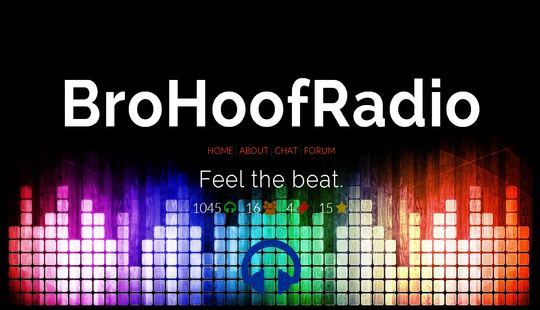 BroHoofRadio
HOME | ABOUT | CHAT | FORUM
Feel the beat.
1045 16 4 15